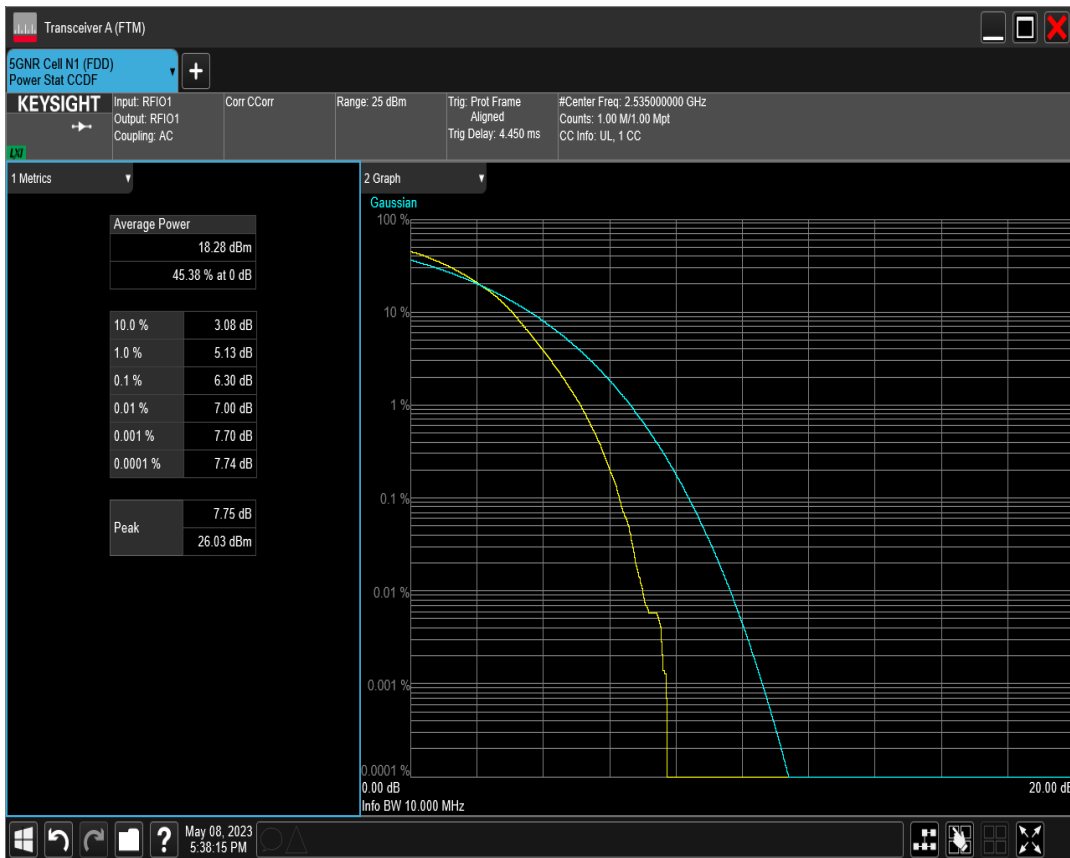 Transceiver A (FTM)
5GNR Cell N1 (FDD)
Power Stat CCDF
+
KEYSIGHT
LXI
Input: RFIO1
Output: RFIO1
Coupling: AC
Corr CCorr
Range: 25 dBm
Trig: Prot Frame
Aligned
Trig Delay: 4.450 ms
#Center Freq: 2.535000000 GHz
Counts: 1.00 M/1.00 Mpt
CC Info: UL, 1 CC
1 Metrics
Average Power
18.28 dBm
45.38 % at 0 dB
10.0 % 3.08 dB
1.0 % 5.13 dB
0.1 % 6.30 dB
0.01 % 7.00 dB
0.001 % 7.70 dB
0.0001 % 7.74 dB
Peak
7.75 dB
26.03 dBm
2 Graph
Gaussian
100 %
10 %
1 %
0.1 %
0.01 %
0.001 %
0.0001 %
0.00 dB 20.00 dB
Info BW 10.000 MHz
?
May 08, 2023
5:38:15 PM